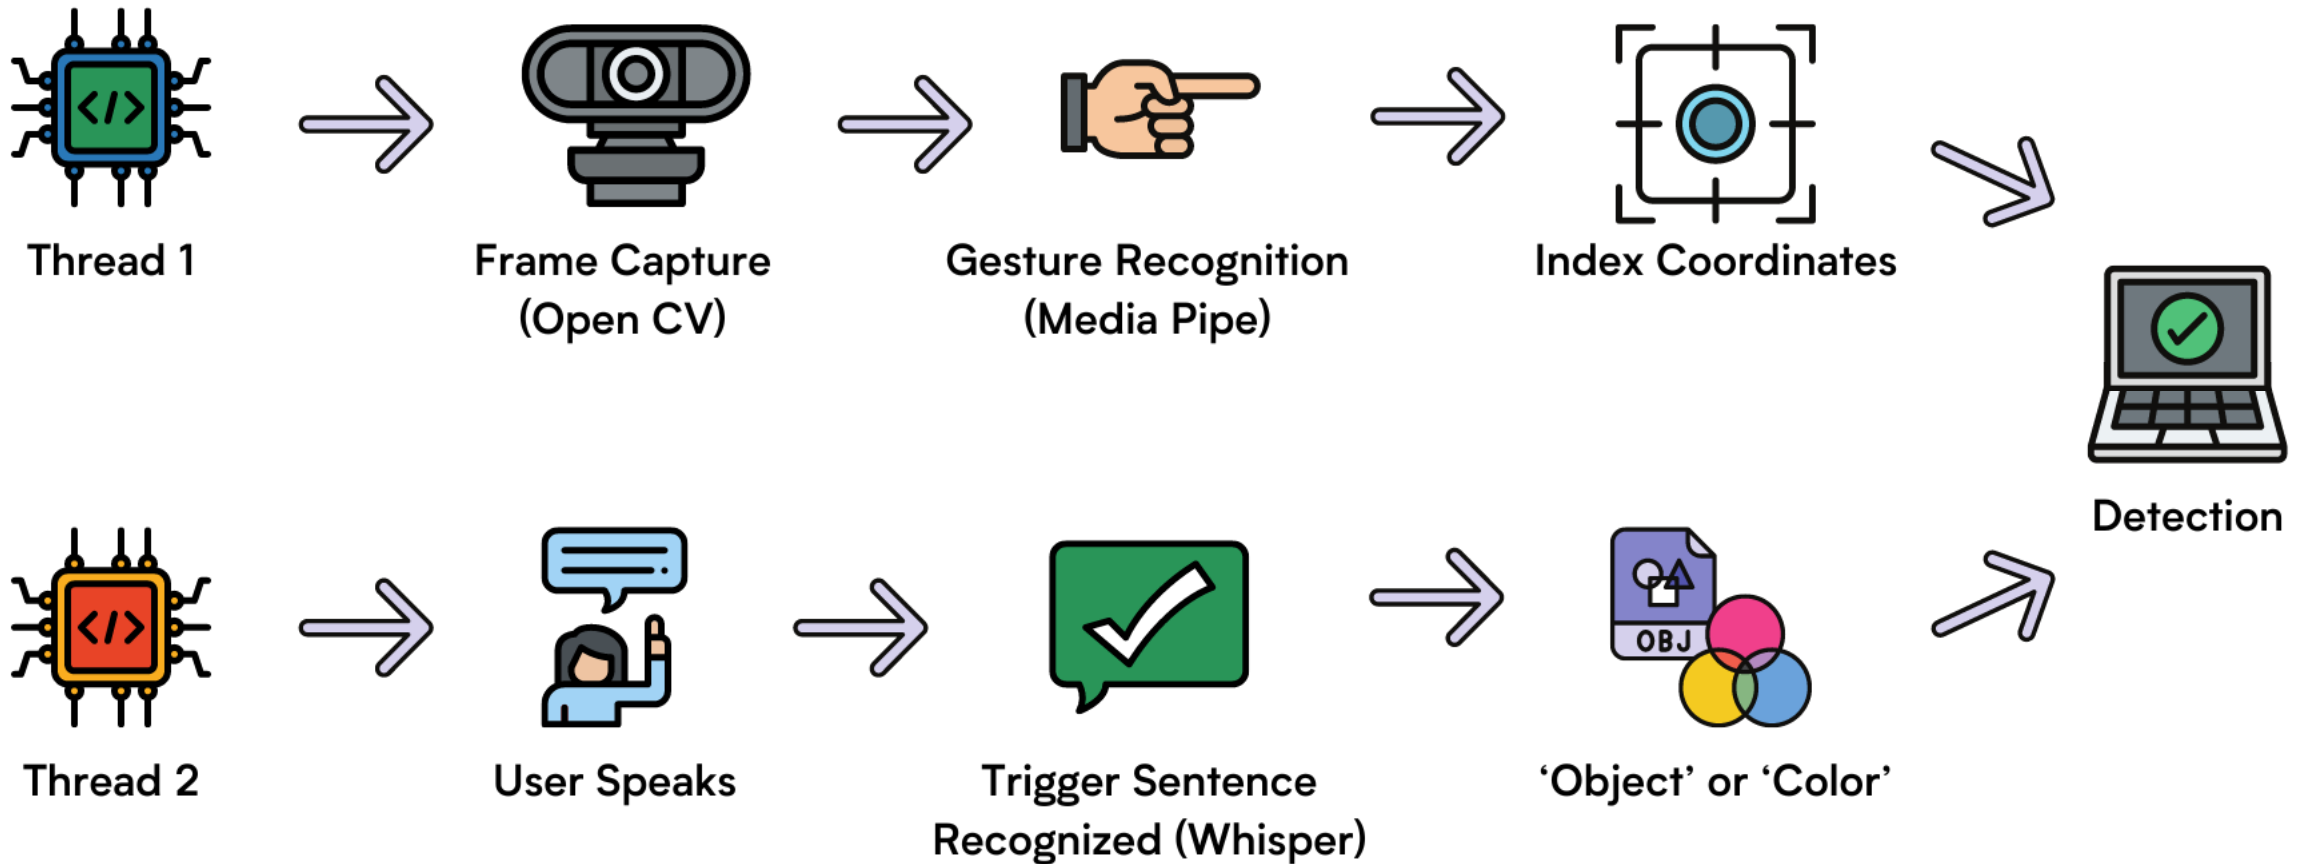 Thread 1
Frame Capture
(Open CV)
Gesture Recognition
(Media Pipe)
Index Coordinates
Detection
Thread 2
User Speaks
Trigger Sentence
Recognized (Whisper)
OBJ
‘Object’ or ‘Color’